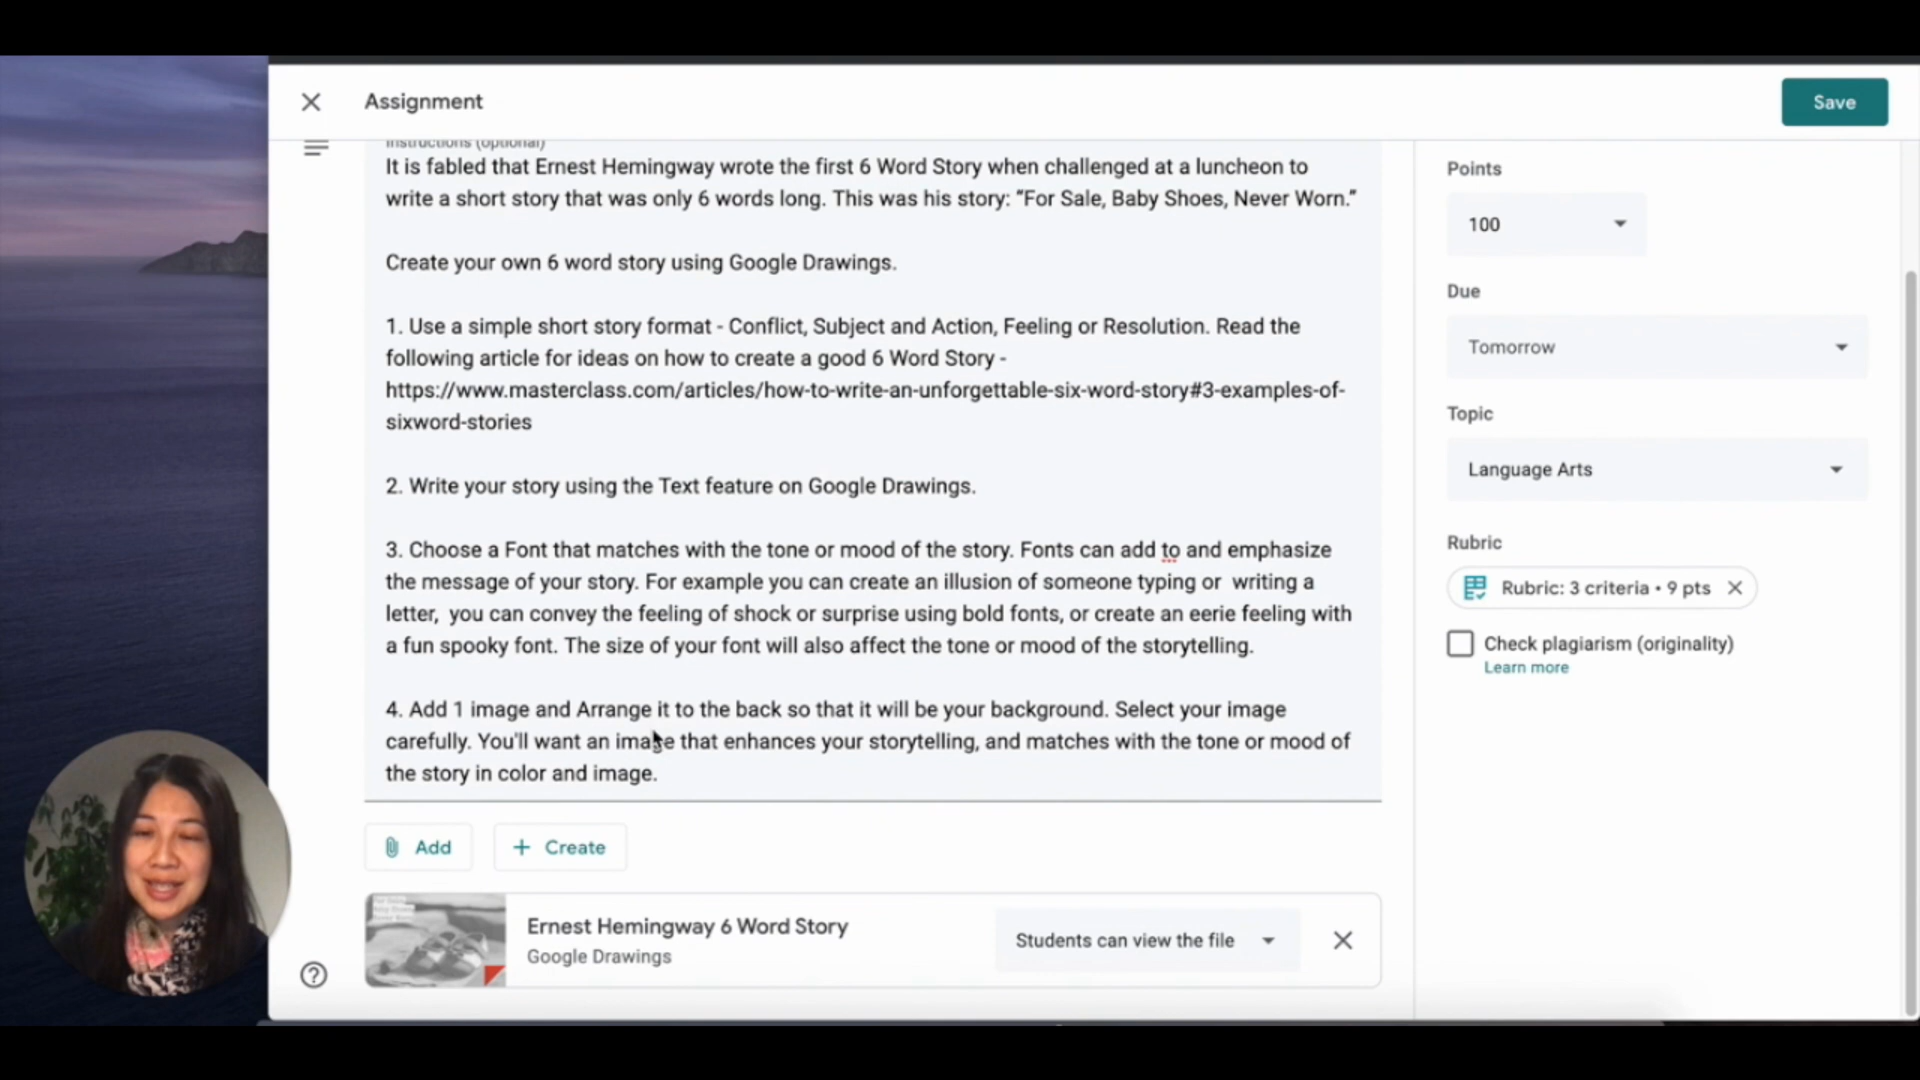 Assignment
Save
Instructions (optional)
It is fabled that Ernest Hemingway wrote the first 6 Word Story when challenged at a luncheon to
write a short story that was only 6 words long. This was his story: “For Sale, Baby Shoes, Never Worn.”
Create your own 6 word story using Google Drawings.
1. Use a simple short story format - Conflict, Subject and Action, Feeling or Resolution. Read the
following article for ideas on how to create a good 6 Word Story -
https://www.masterclass.com/articles/how-to-write-an-unforgettable-six-word-story#3-examples-of-
sixword-stories
2. Write your story using the Text feature on Google Drawings.
3. Choose a Font that matches with the tone or mood of the story. Fonts can add to and emphasize
the message of your story. For example you can create an illusion of someone typing or  writing a
letter,  you can convey the feeling of shock or surprise using bold fonts, or create an eerie feeling with
a fun spooky font. The size of your font will also affect the tone or mood of the storytelling.
4. Add 1 image and Arrange it to the back so that it will be your background. Select your image
carefully. You'll want an image that enhances your storytelling, and matches with the tone or mood of
the story in color and image.
Add
+ Create
Ernest Hemingway 6 Word Story
Google Drawings
Students can view the file
Points
100
Due
Tomorrow
Topic
Language Arts
Rubric
Rubric: 3 criteria • 9 pts
Check plagiarism (originality)
Learn more